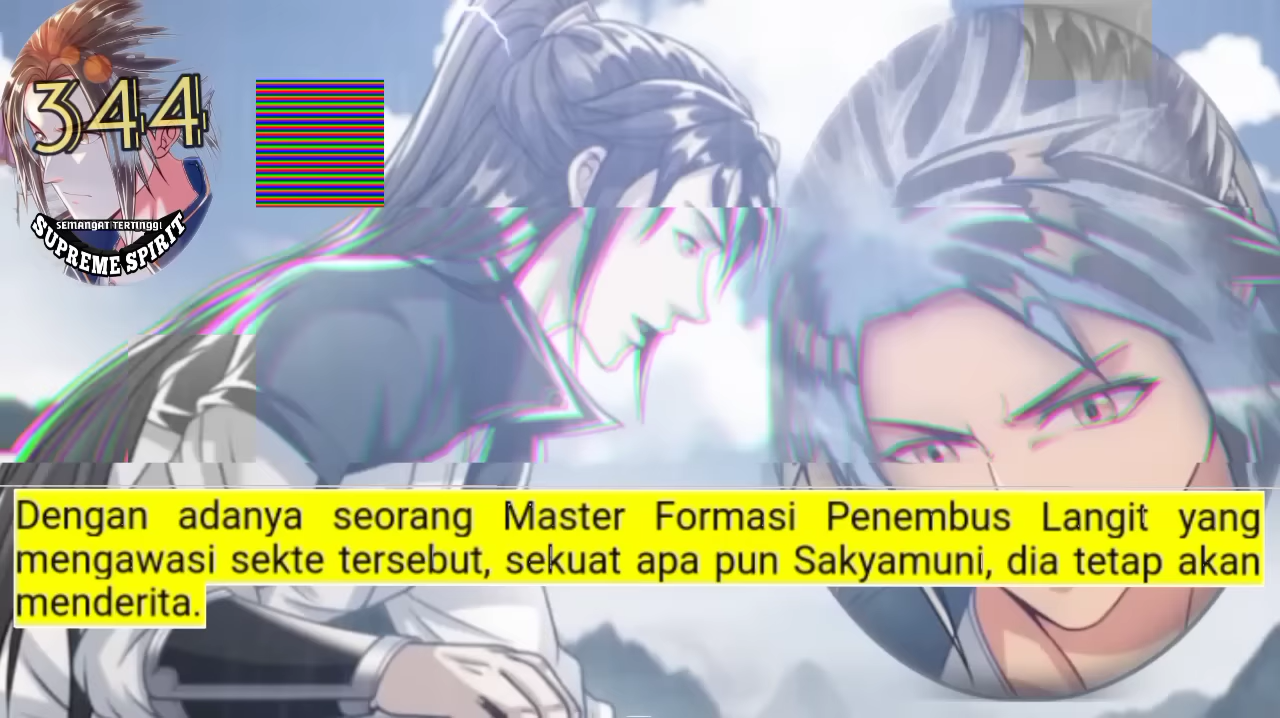 344
SEMANGAT TERTINGGI
SUPREME SPIRIT
Dengan adanya seorang Master Formasi Penembus Langit yang
mengawasi sekte tersebut, sekuat apa pun Sakyamuni, dia tetap akan
menderita.